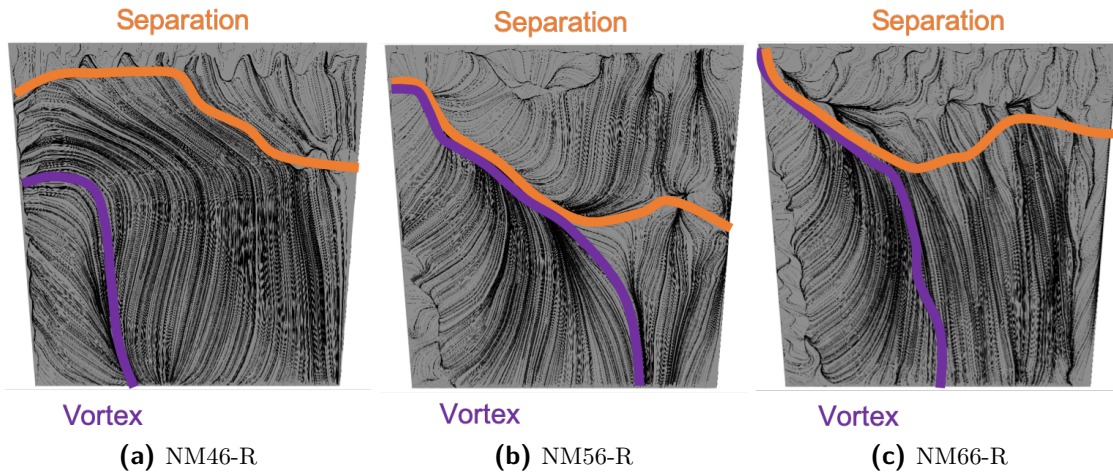 Separation
Separation
Separation
Vortex
Vortex
Vortex
(a) NM46-R
(b) NM56-R
(c) NM66-R